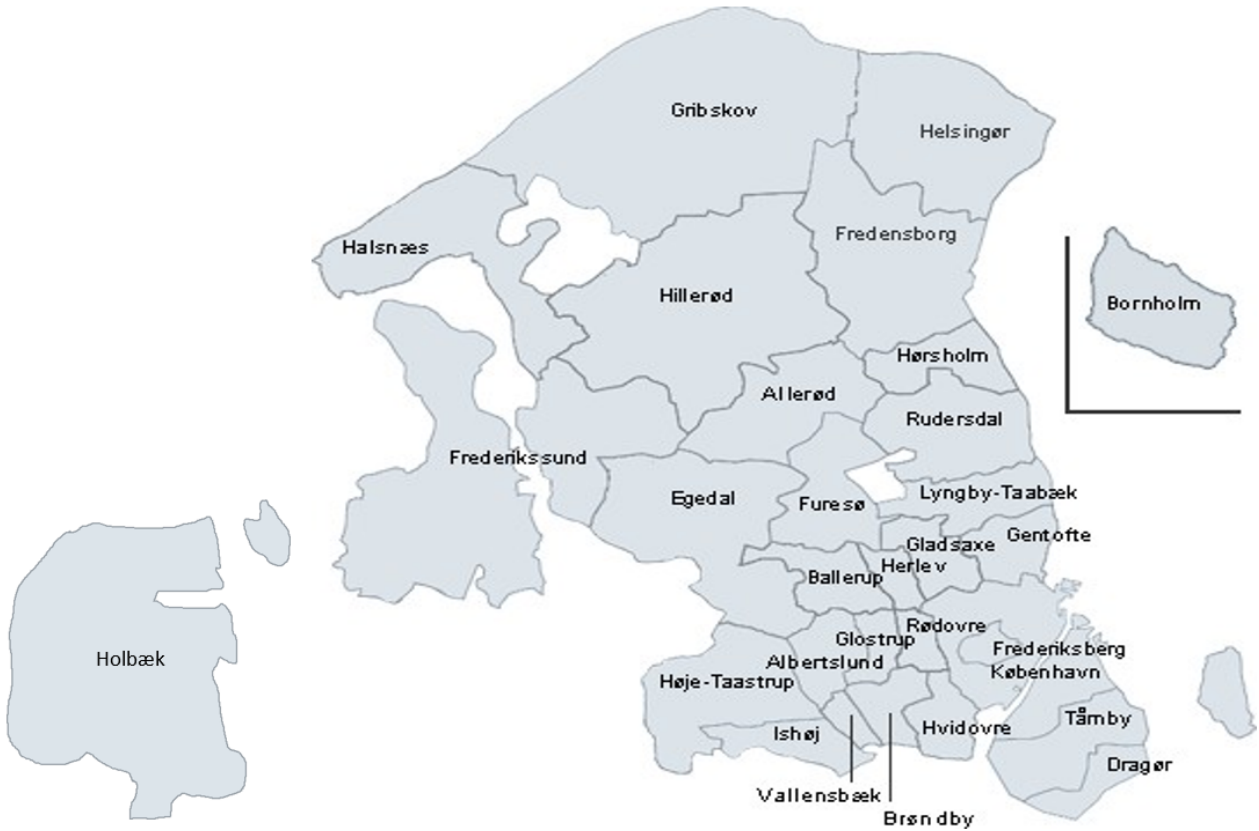 Gribskov
Helsingør
Fredensborg
Halsnæs
Hillerød
Bornholm
Hørsholm
Allerød
Rudersdal
Frederikssund
Egedal
Furesø
Lyngby-Taabæk
Gentofte
Gladsaxe
Herlev
Ballerup
Rødovre
Glostrup
Frederiksberg
Holbæk
Albertslund
København
Høje-Taastrup
Tåmby
Hvidovre
Ishøj
Dragør
Vallensbæk
Brøndby